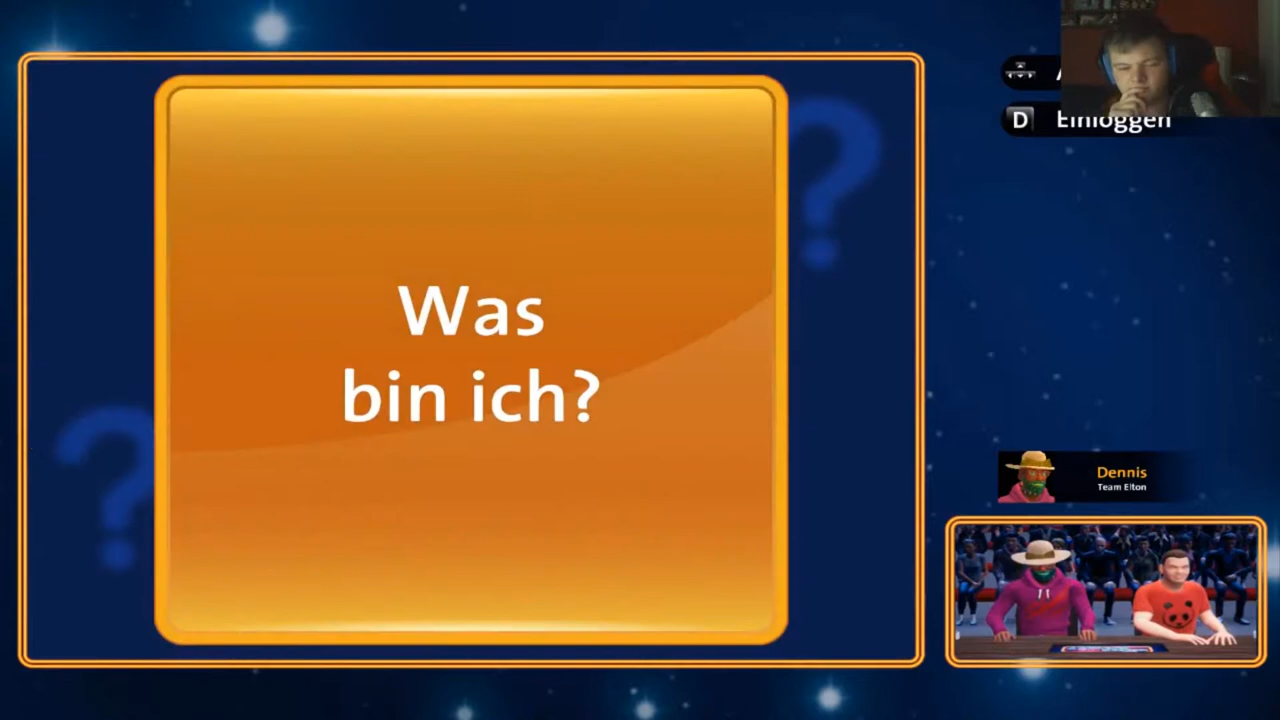 Was
bin ich?
D Einloggen
Dennis
Team Elton